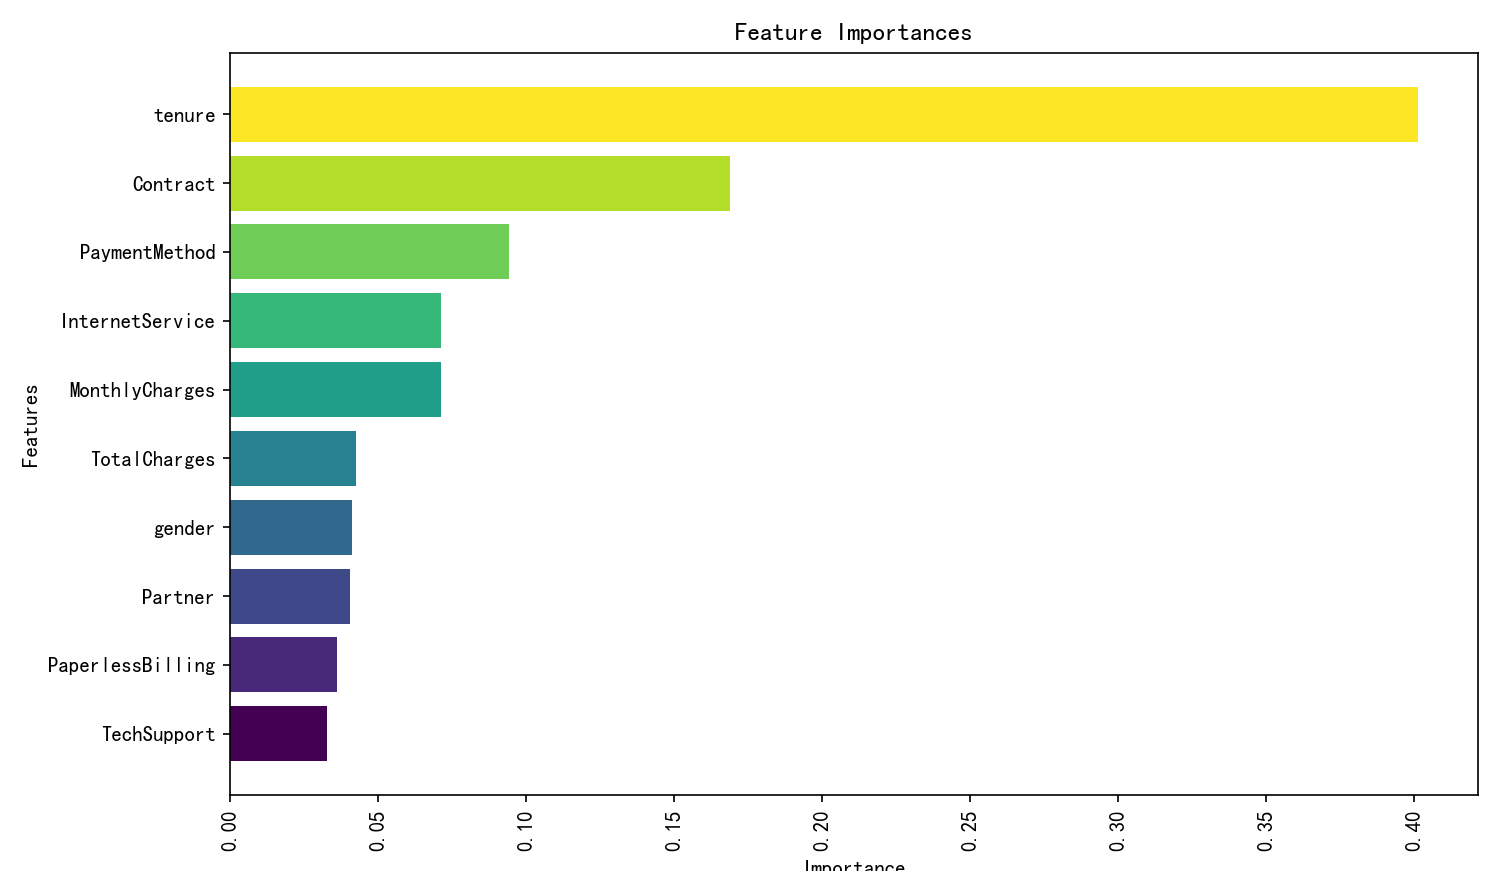 Feature Importances
tenure
Contract
PaymentMethod
InternetService
MonthlyCharges
TotalCharges
gender
Partner
PaperlessBilling
TechSupport
Features
0.00
0.05
0.10
0.15
0.20
0.25
0.30
0.35
0.40
Importance